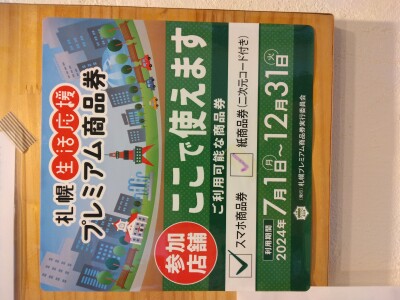 札幌 生活応援
プレミアム商品券
参加
店舗
ここで使えます
ご利用可能な商品券
スマホ商品券
紙商品券(二次元コード付き)
利用期間
2024年7月1日(月)~12月31日(火)
(発行)札幌プレミアム商品券実行委員会